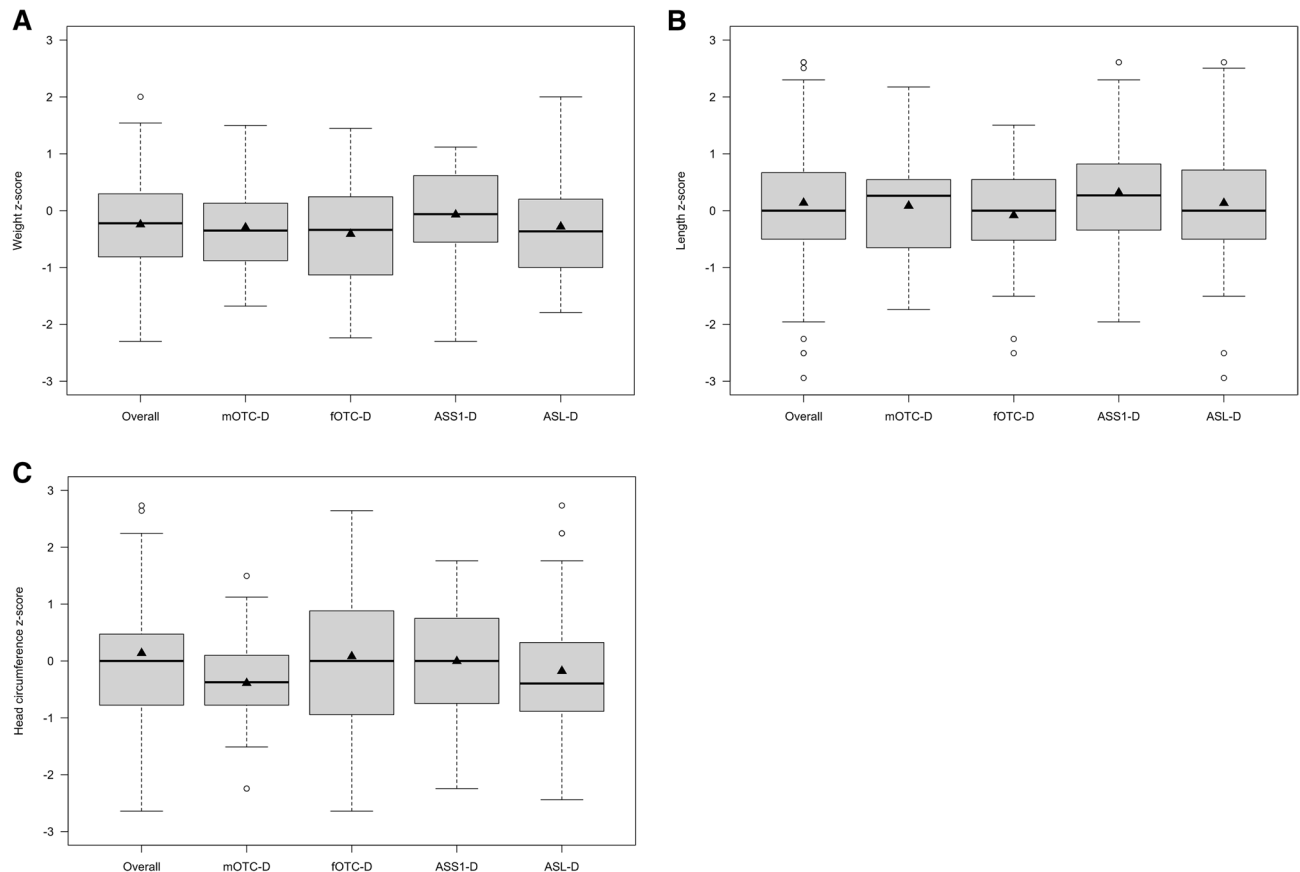 A
Weight z-score
3
2
1
0
-1
-2
-3
Overall mOTC-D fOTC-D ASS1-D ASL-D
B
Length z-score
3
2
1
0
-1
-2
-3
Overall mOTC-D fOTC-D ASS1-D ASL-D
C
Head circumference z-score
3
2
1
0
-1
-2
-3
Overall mOTC-D fOTC-D ASS1-D ASL-D